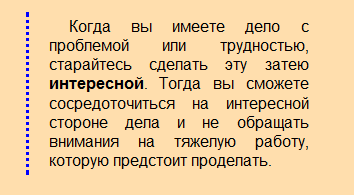 Когда вы имеете дело с
проблемой или трудностью,
старайтесь сделать эту затею
интересной. Тогда вы сможете
сосредоточиться на интересной
стороне дела и не обращать
внимания на тяжелую работу,
которую предстоит проделать.